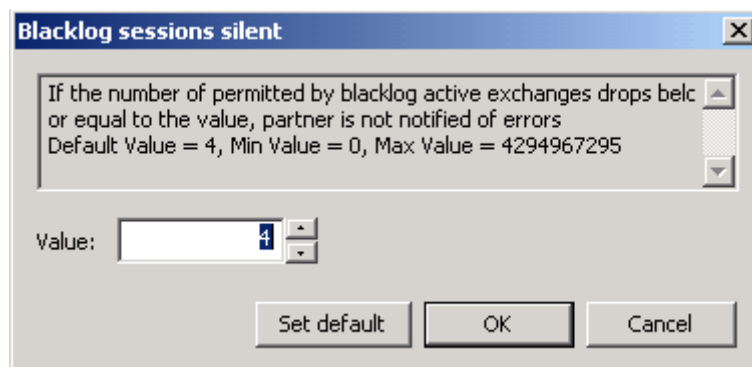 Blacklog sessions silent
If the number of permitted by blacklog active exchanges drops belc
or equal to the value, partner is not notified of errors
Default Value = 4, Min Value = 0, Max Value = 4294967295
Value: 4
Set default OK Cancel